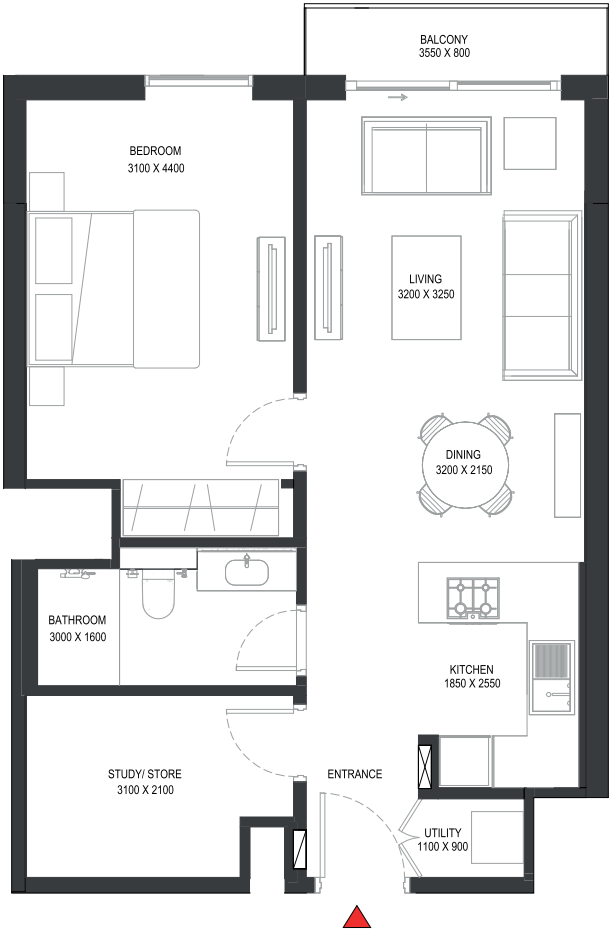 BALCONY
3550 X 800
BEDROOM
3100 X 4400
LIVING
3200 X 3250
DINING
3200 X 2150
BATHROOM
3000 X 1600
KITCHEN
1850 X 2550
STUDY/ STORE
3100 X 2100
ENTRANCE
UTILITY
1100 X 900